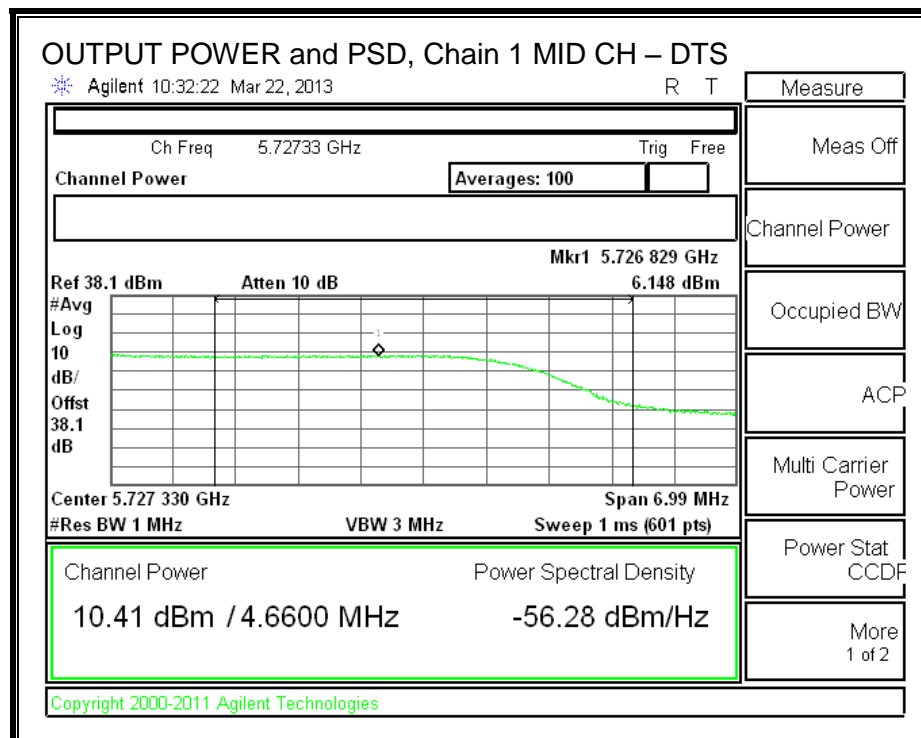 OUTPUT POWER and PSD, Chain 1 MID CH – DTS
Agilent 10:32:22 Mar 22, 2013 R T
Measure
Ch Freq 5.72733 GHz Trig Free
Channel Power Averages: 100
Mkr1 5.726 829 GHz
Ref 38.1 dBm Atten 10 dB 6.148 dBm
#Avg
Log
10
dB/
Offst
38.1
dB
1
Center 5.727 330 GHz Span 6.99 MHz
#Res BW 1 MHz VBW 3 MHz Sweep 1 ms (601 pts)
Channel Power Power Spectral Density
10.41 dBm / 4.6600 MHz -56.28 dBm/Hz
Copyright 2000-2011 Agilent Technologies
Meas Off
Channel Power
Occupied BW
ACP
Multi Carrier
Power
Power Stat
CCDF
More
1 of 2